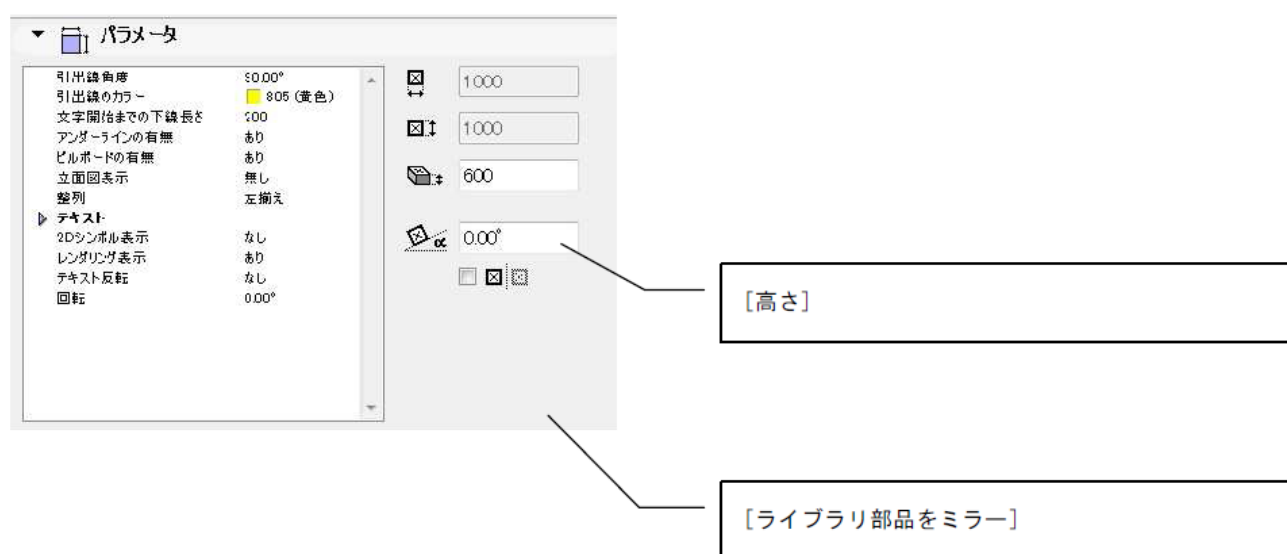 パラメータ
引出線角度 90.00°
引出線のカラー 805 (黄色)
文字開始までの下線長さ
アンダーラインの有無 あり
ビルボードの有無 あり
立面図表示 無し
整列 左揃え
テキスト
2Dシンボル表示 なし
レンダリング表示 あり
テキスト反転 なし
回転 0.00°
1000
1000
600
α 0.00°
[高さ]
[ライブラリ部品をミラー]